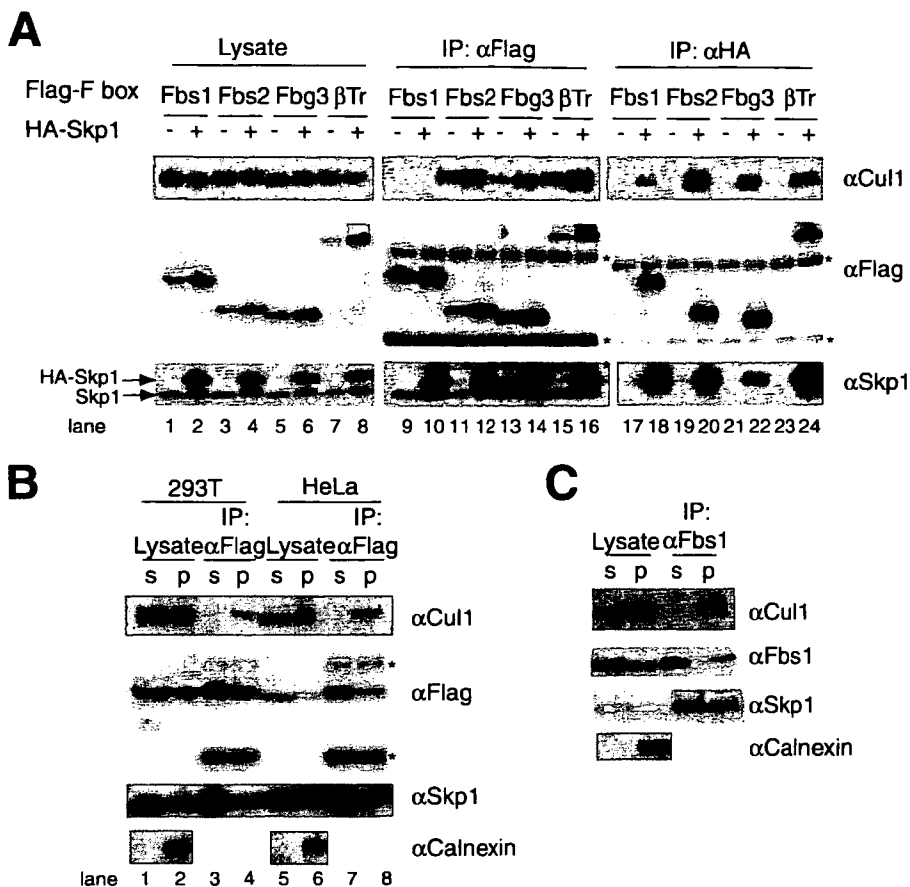 A
Lysate IP: αFlag IP: αHA
Flag-F box Fbs1 Fbs2 Fbg3 βTr Fbs1 Fbs2 Fbg3 βTr Fbs1 Fbs2 Fbg3 βTr
HA-Skp1 - + - + - + - + - + - + - + - + - + - + - + - +
αCul1
*
*
αFlag
*
*
HA-Skp1
αSkp1
Skp1
lane 1 2 3 4 5 6 7 8 9 10 11 12 13 14 15 16 17 18 19 20 21 22 23 24
B
293T HeLa
IP: IP:
Lysate αFlag Lysate αFlag
s p s p s p s p
αCul1
*
αFlag
*
αSkp1
αCalnexin
lane 1 2 3 4 5 6 7 8
C
IP:
Lysate αFbs1
s p s p
αCul1
αFbs1
αSkp1
αCalnexin